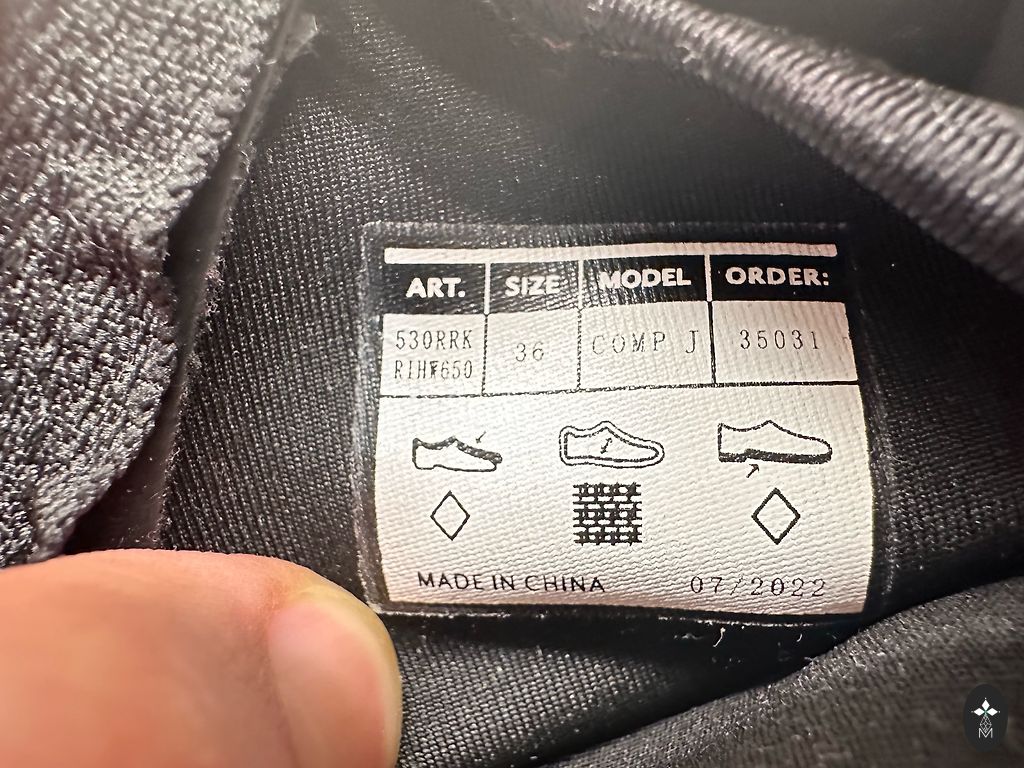 ART. SIZE MODEL ORDER:
530RRK 36 COMP J 35031
RIHW650
MADE IN CHINA 07/2022
M